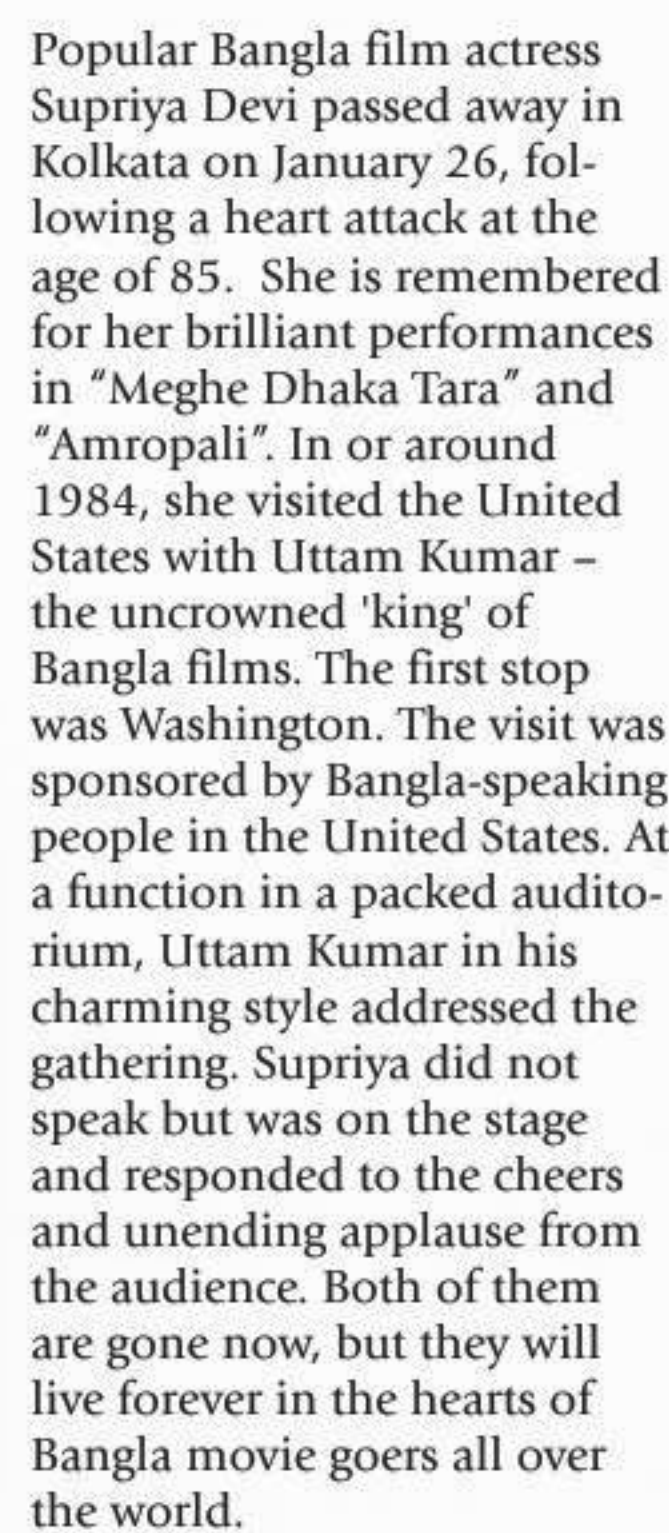 Popular Bangla film actress
Supriya Devi passed away in
Kolkata on January 26, fol-
lowing a heart attack at the
age of 85.  She is remembered
for her brilliant performances
in “Meghe Dhaka Tara” and
“Amropali”. In or around
1984, she visited the United
States with Uttam Kumar –
the uncrowned 'king' of
Bangla films. The first stop
was Washington. The visit was
sponsored by Bangla-speaking
people in the United States. At
a function in a packed audito-
rium, Uttam Kumar in his
charming style addressed the
gathering. Supriya did not
speak but was on the stage
and responded to the cheers
and unending applause from
the audience. Both of them
are gone now, but they will
live forever in the hearts of
Bangla movie goers all over
the world.